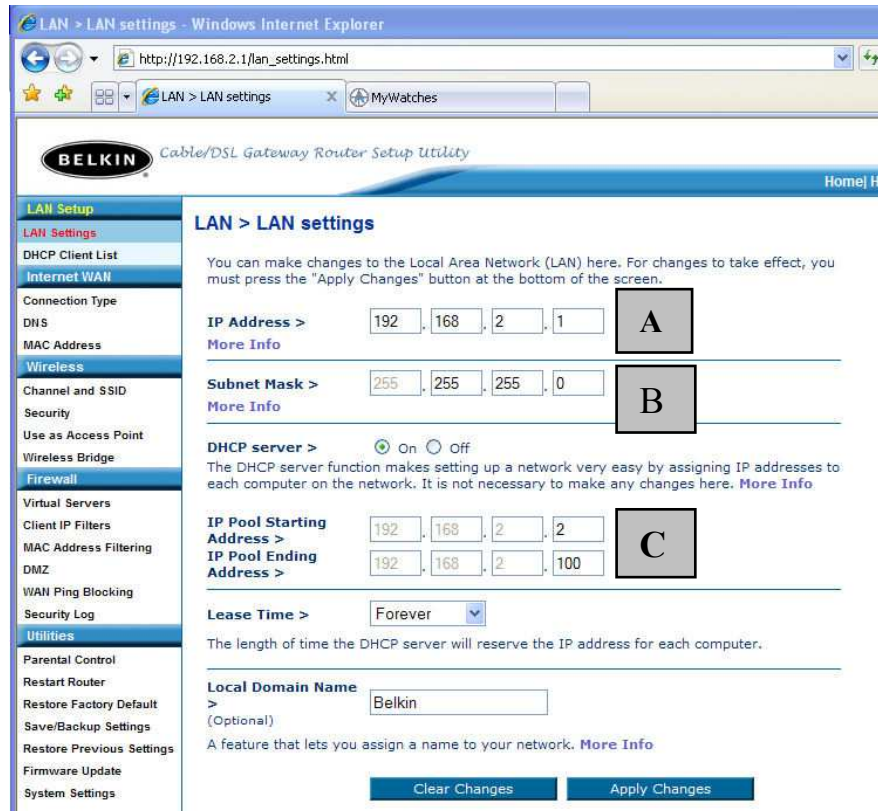 LAN > LAN settings - Windows Internet Explorer
http://192.168.2.1/lan_settings.html
LAN > LAN settings
MyWatches
BELKIN
Cable/DSL Gateway Router Setup Utility
Home| H
LAN Setup
LAN Settings
DHCP Client List
Internet WAN
Connection Type
DNS
MAC Address
Wireless
Channel and SSID
Security
Use as Access Point
Wireless Bridge
Firewall
Virtual Servers
Client IP Filters
MAC Address Filtering
DMZ
WAN Ping Blocking
Security Log
Utilities
Parental Control
Restart Router
Restore Factory Default
Save/Backup Settings
Restore Previous Settings
Firmware Update
System Settings
LAN > LAN settings
You can make changes to the Local Area Network (LAN) here. For changes to take effect, you
must press the "Apply Changes" button at the bottom of the screen.
IP Address > 192 . 168 . 2 . 1 A
More Info
Subnet Mask > 255 . 255 . 255 . 0 B
More Info
DHCP server > On Off
The DHCP server function makes setting up a network very easy by assigning IP addresses to
each computer on the network. It is not necessary to make any changes here. More Info
IP Pool Starting
Address > 192 . 168 . 2 . 2
IP Pool Ending
Address > 192 . 168 . 2 . 100
C
Lease Time > Forever
The length of time the DHCP server will reserve the IP address for each computer.
Local Domain Name
> Belkin
(Optional)
A feature that lets you assign a name to your network. More Info
Clear Changes Apply Changes